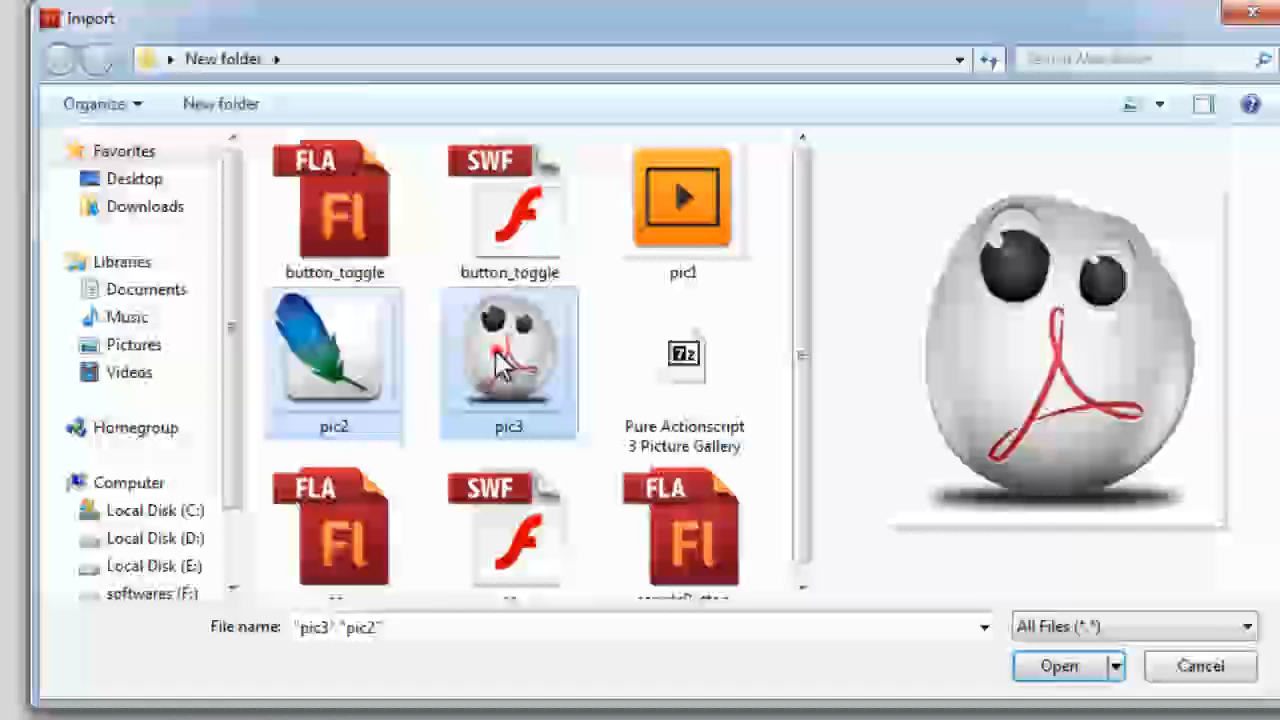 Import
New folder
Organize
New folder
Favorites
Desktop
Downloads
Libraries
Documents
Music
Pictures
Videos
Homegroup
Computer
Local Disk (C:)
Local Disk (D:)
Local Disk (E:)
softwares (F:)
FLA
Fl
button_toggle
SWF
button_toggle
pic1
pic2
pic3
7z
Pure Actionscript
3 Picture Gallery
FLA
Fl
SWF
FLA
Fl
File name: "pic3" "pic2"
All Files (*.*)
Open
Cancel